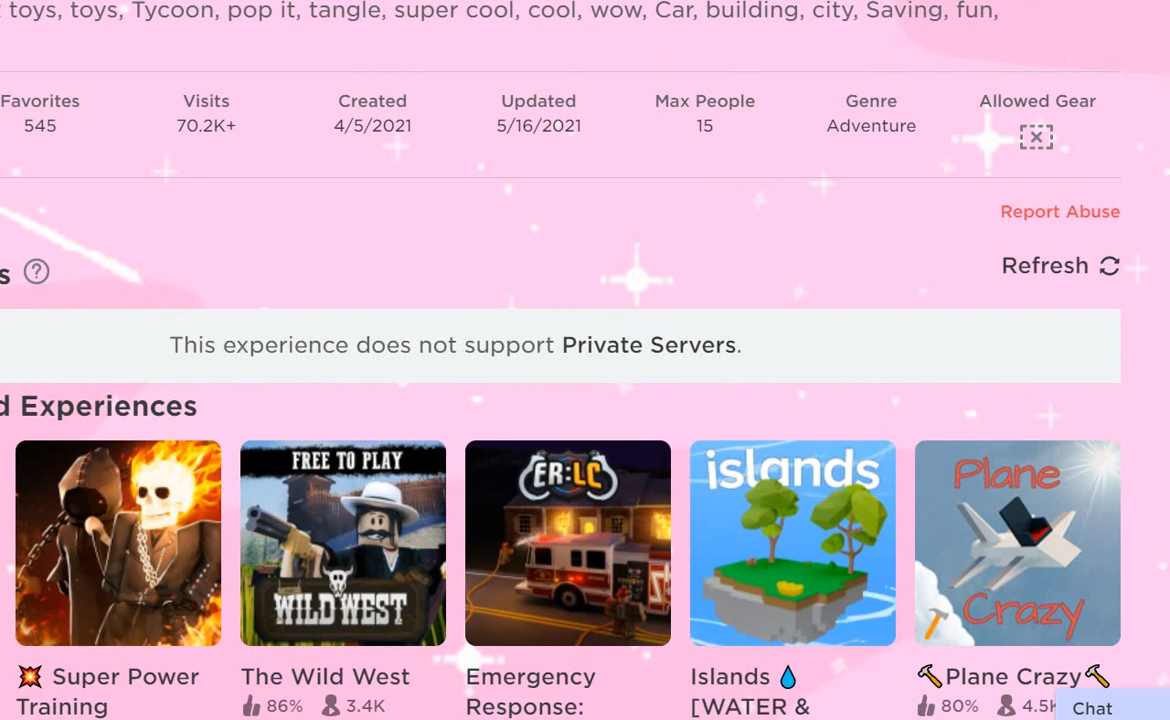 toys, toys, Tycoon, pop it, tangle, super cool, cool, wow, Car, building, city, Saving, fun,
Favorites Visits Created Updated Max People Genre Allowed Gear
545 70.2K+ 4/5/2021 5/16/2021 15 Adventure
Report Abuse
s ? Refresh
This experience does not support Private Servers.
d Experiences
FREE TO PLAY
WILD WEST
ER:LC
islands
Plane
Crazy
💥 Super Power The Wild West Emergency Islands 💧 🔨Plane Crazy🔨
Training 86% 3.4K Response: [WATER & 80% 4.5K
Chat